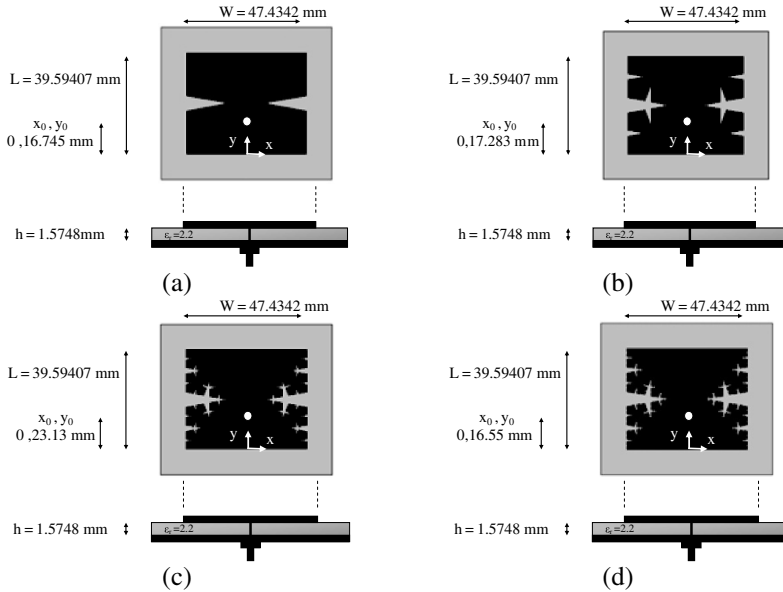 W = 47.4342 mm
L = 39.59407 mm
x₀ , y₀
0 ,16.745 mm
y
x
h = 1.5748mm
εᵣ=2.2
(a)
W = 47.4342 mm
L = 39.59407 mm
x₀ , y₀
0,17.283 mm
y
x
h = 1.5748 mm
εᵣ=2.2
(b)
W = 47.4342 mm
L = 39.59407 mm
x₀ , y₀
0 ,23.13 mm
y
x
h = 1.5748 mm
εᵣ=2.2
(c)
W = 47.4342 mm
L = 39.59407 mm
x₀ , y₀
0,16.55 mm
y
x
h = 1.5748 mm
εᵣ=2.2
(d)